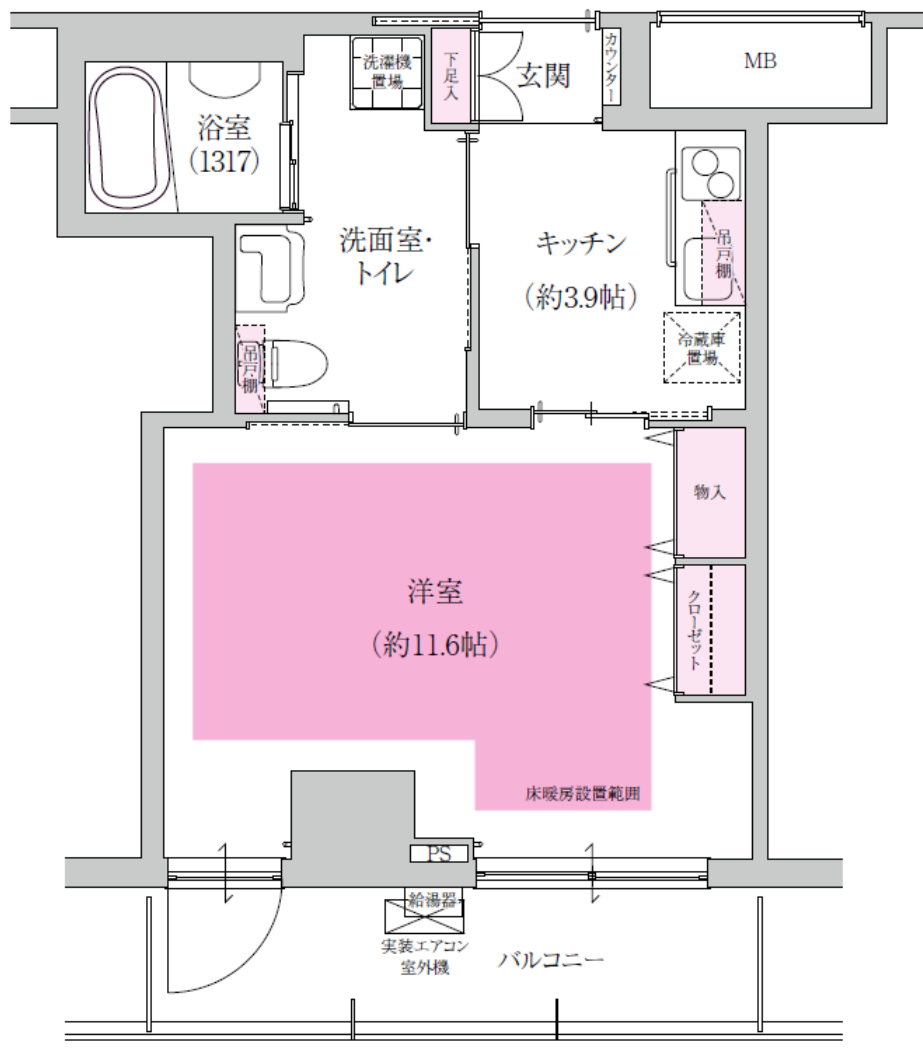 洗濯機
置場
下足入
玄関
カウンター
MB
浴室
(1317)
洗面室・
トイレ
キッチン
(約3.9帖)
吊戸棚
冷蔵庫
置場
吊戸棚
物入
洋室
(約11.6帖)
クローゼット
床暖房設置範囲
PS
給湯器
実装エアコン
室外機
バルコニー